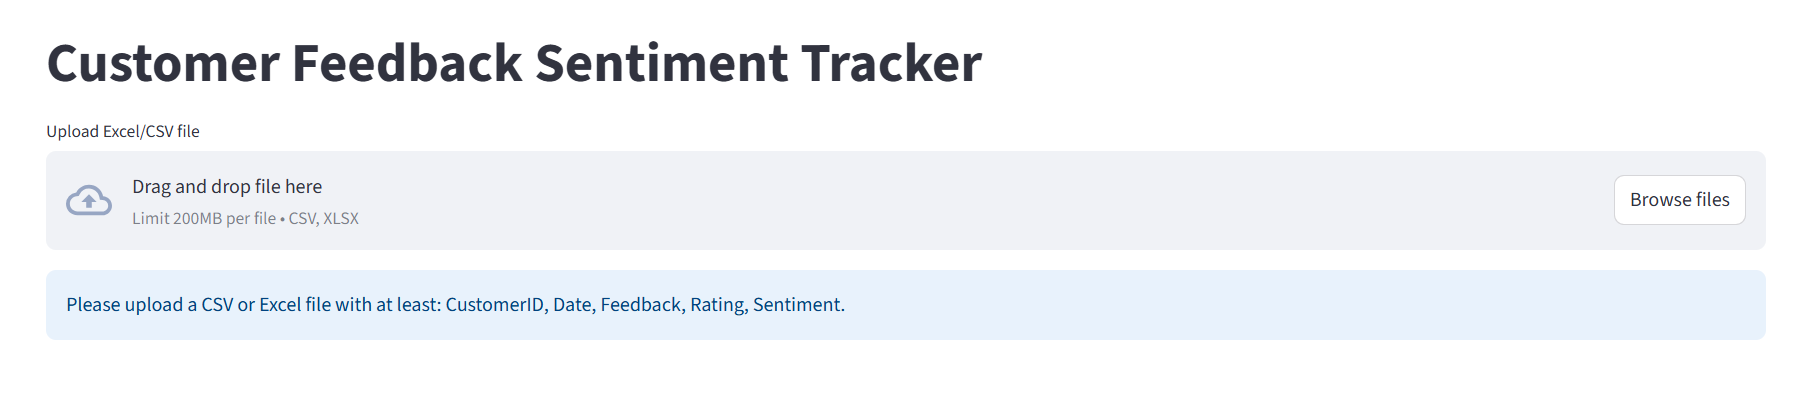 Customer Feedback Sentiment Tracker
Upload Excel/CSV file
Drag and drop file here
Limit 200MB per file • CSV, XLSX
Browse files
Please upload a CSV or Excel file with at least: CustomerID, Date, Feedback, Rating, Sentiment.